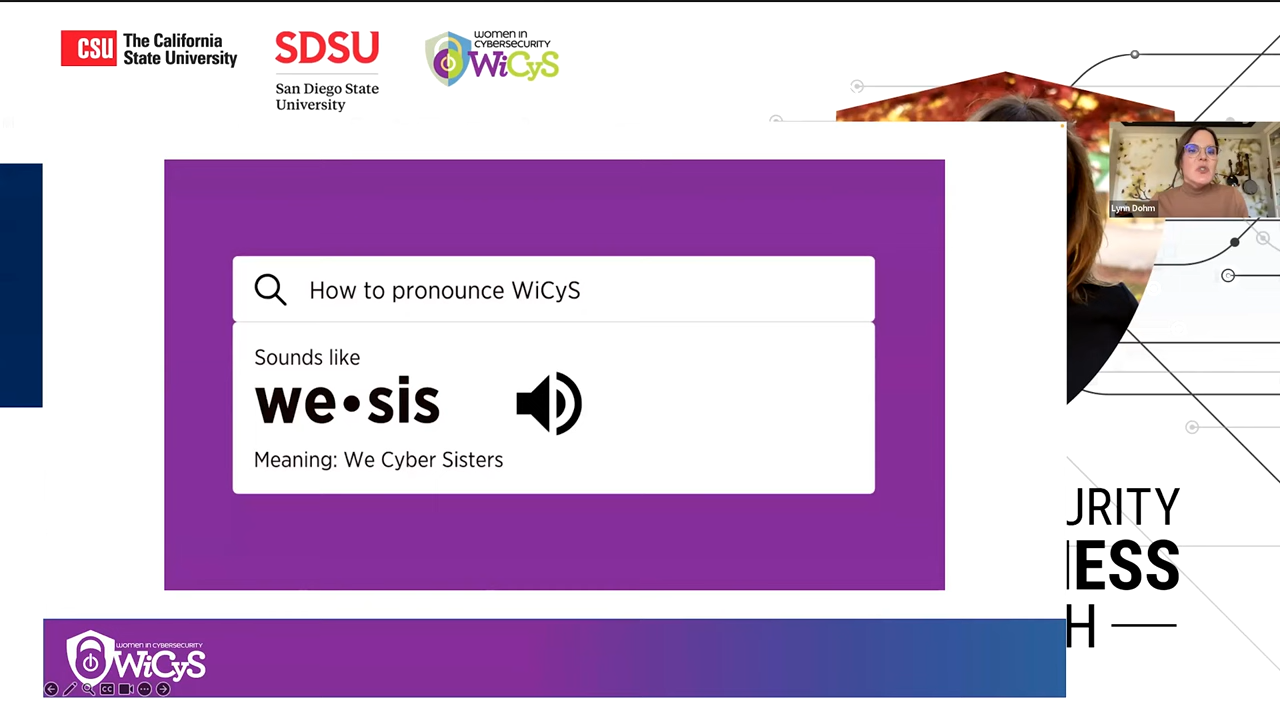 CSU The California
State University
SDSU
San Diego State
University
women in
CYBERSECURITY
WiCyS
Lynn Dohm
How to pronounce WiCyS
Sounds like
we•sis
Meaning: We Cyber Sisters
URITY
ESS
H
WOMEN IN CYBERSECURITY
WiCyS
CC